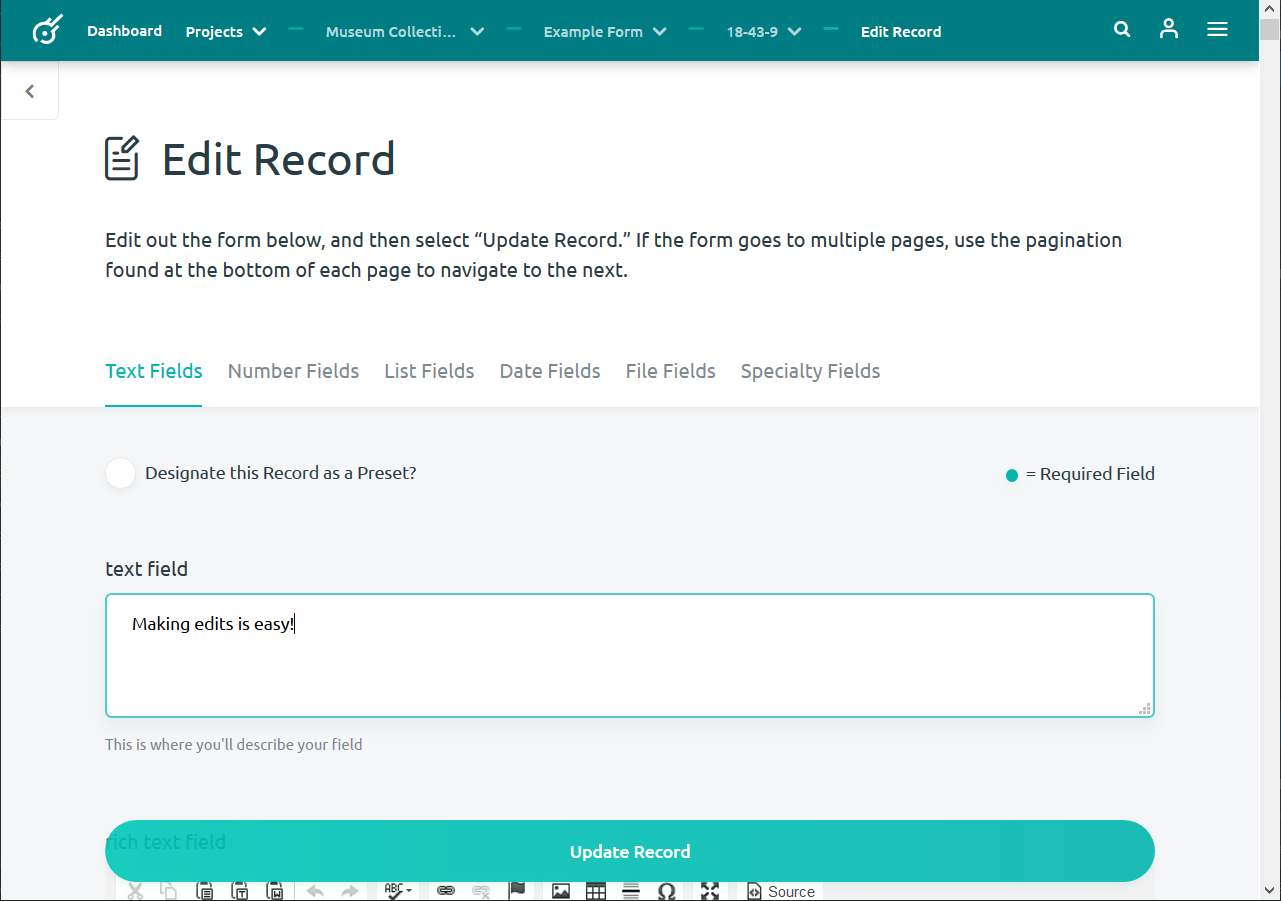 Dashboard Projects Museum Collecti... Example Form 18-43-9 Edit Record
Edit Record
Edit out the form below, and then select “Update Record.” If the form goes to multiple pages, use the pagination
found at the bottom of each page to navigate to the next.
Text Fields Number Fields List Fields Date Fields File Fields Specialty Fields
Designate this Record as a Preset?
= Required Field
text field
Making edits is easy!
This is where you'll describe your field
rich text field
Update Record
ABC
Source